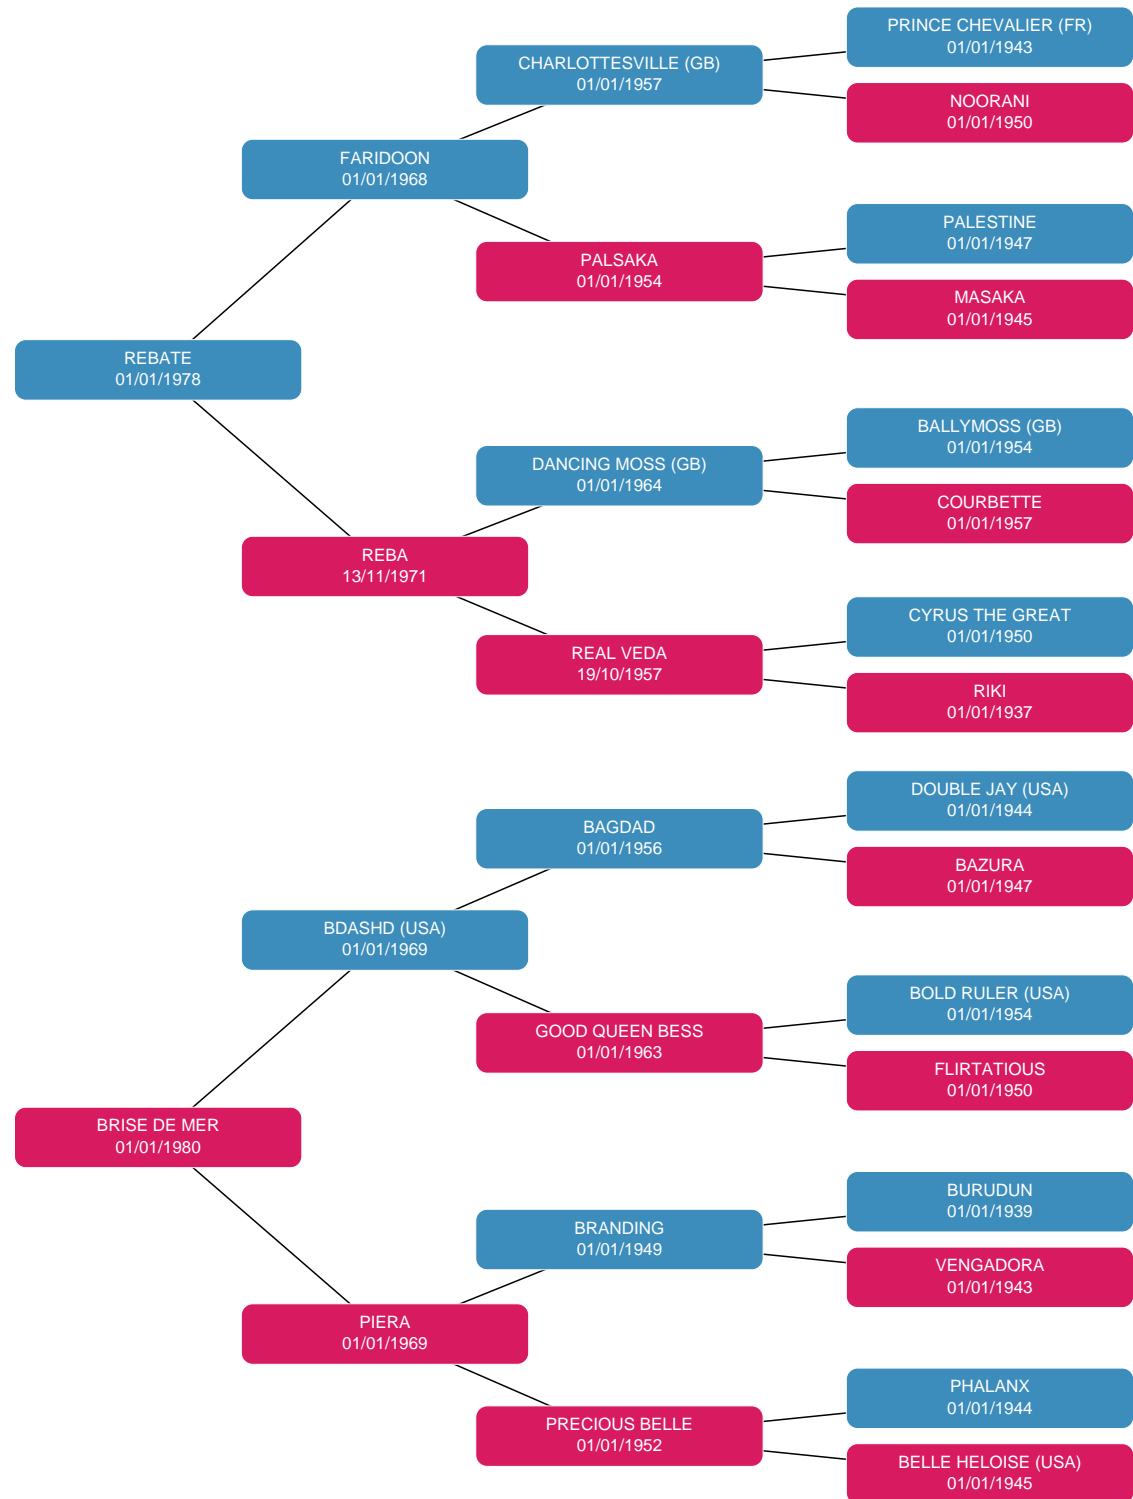 PRINCE CHEVALIER (FR)
01/01/1943
CHARLOTTESVILLE (GB)
01/01/1957
NOORANI
01/01/1950
FARIDOON
01/01/1968
PALESTINE
01/01/1947
PALSAKA
01/01/1954
MASAKA
01/01/1945
REBATE
01/01/1978
BALLYMOSS (GB)
01/01/1954
DANCING MOSS (GB)
01/01/1964
COURBETTE
01/01/1957
REBA
13/11/1971
CYRUS THE GREAT
01/01/1950
REAL VEDA
19/10/1957
RIKI
01/01/1937
DOUBLE JAY (USA)
01/01/1944
BAGDAD
01/01/1956
BAZURA
01/01/1947
BDASHD (USA)
01/01/1969
BOLD RULER (USA)
01/01/1954
GOOD QUEEN BESS
01/01/1963
FLIRTATIOUS
01/01/1950
BRISE DE MER
01/01/1980
BURUDUN
01/01/1939
BRANDING
01/01/1949
VENGADORA
01/01/1943
PIERA
01/01/1969
PHALANX
01/01/1944
PRECIOUS BELLE
01/01/1952
BELLE HELOISE (USA)
01/01/1945